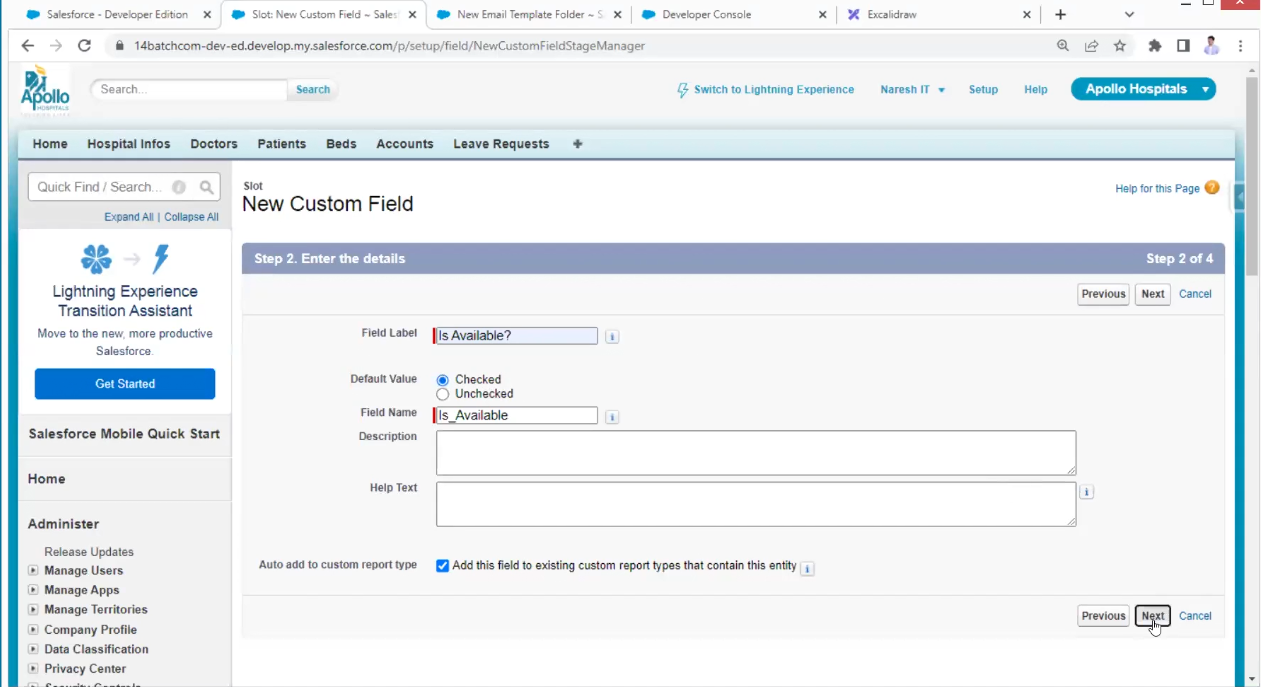 Salesforce - Developer Edition
Slot: New Custom Field ~ Sales
New Email Template Folder ~ S
Developer Console
Excalidraw
14batchcom-dev-ed.develop.my.salesforce.com/p/setup/field/NewCustomFieldStageManager
Apollo
HOSPITALS
Search...
Search
Switch to Lightning Experience
Naresh IT
Setup
Help
Apollo Hospitals
Home
Hospital Infos
Doctors
Patients
Beds
Accounts
Leave Requests
Quick Find / Search...
Expand All | Collapse All
Lightning Experience
Transition Assistant
Move to the new, more productive
Salesforce.
Get Started
Salesforce Mobile Quick Start
Home
Administer
Release Updates
Manage Users
Manage Apps
Manage Territories
Company Profile
Data Classification
Privacy Center
Security Controls
Slot
New Custom Field
Help for this Page
Step 2. Enter the details
Step 2 of 4
Previous
Next
Cancel
Field Label
Is Available?
Default Value
Checked
Unchecked
Field Name
Is_Available
Description
Help Text
Auto add to custom report type
Add this field to existing custom report types that contain this entity
Previous
Next
Cancel